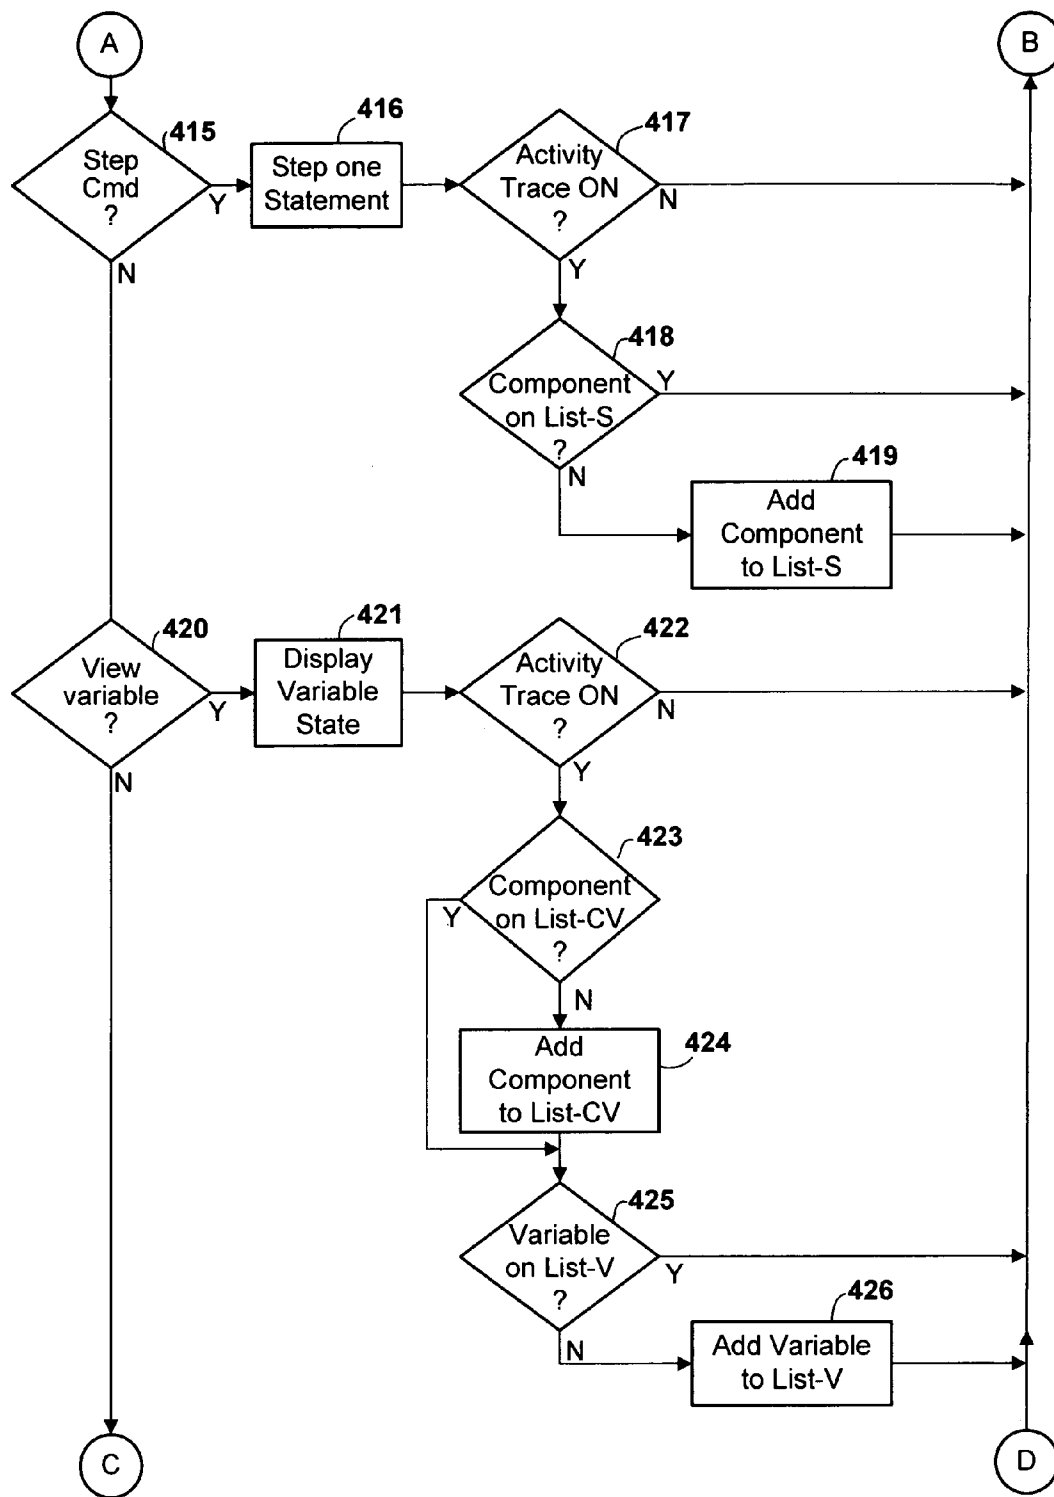 A
B
415
Step
Cmd
?
Y
N
416
Step one
Statement
417
Activity
Trace ON
?
N
Y
418
Component
on List-S
?
Y
N
419
Add
Component
to List-S
420
View
variable
?
Y
N
421
Display
Variable
State
422
Activity
Trace ON
?
N
Y
423
Component
on List-CV
?
Y
N
424
Add
Component
to List-CV
425
Variable
on List-V
?
Y
N
426
Add Variable
to List-V
C
D